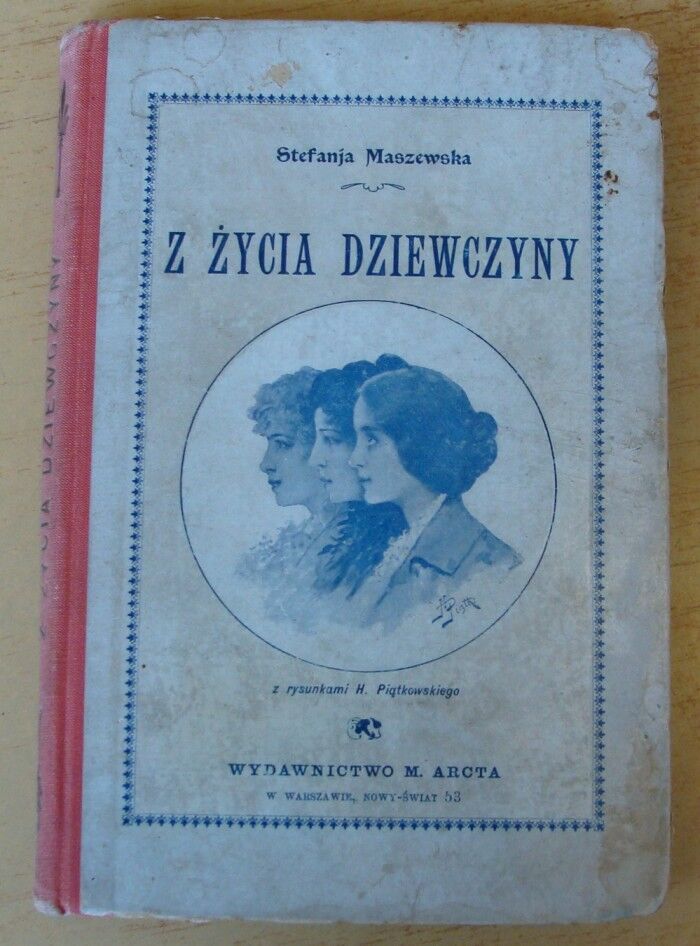 Stefanja Maszewska
Z ŻYCIA DZIEWCZYNY
z rysunkami H. Piątkowskiego
WYDAWNICTWO M. ARCTA
W WARSZAWIE, NOWY-ŚWIAT 53
Z ŻYCIA DZIEWCZYNY